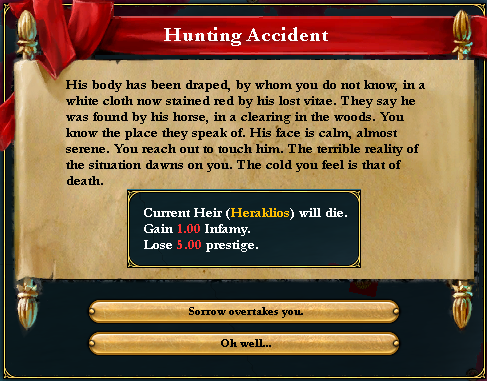 Hunting Accident
His body has been draped, by whom you do not know, in a
white cloth now stained red by his lost vitae. They say he
was found by his horse, in a clearing in the woods. You
know the place they speak of. His face is calm, almost
serene. You reach out to touch him. The terrible reality of
the situation dawns on you. The cold you feel is that of
death.
Current Heir (Heraklios) will die.
Gain 1.00 Infamy.
Lose 5.00 prestige.
Sorrow overtakes you.
Oh well...